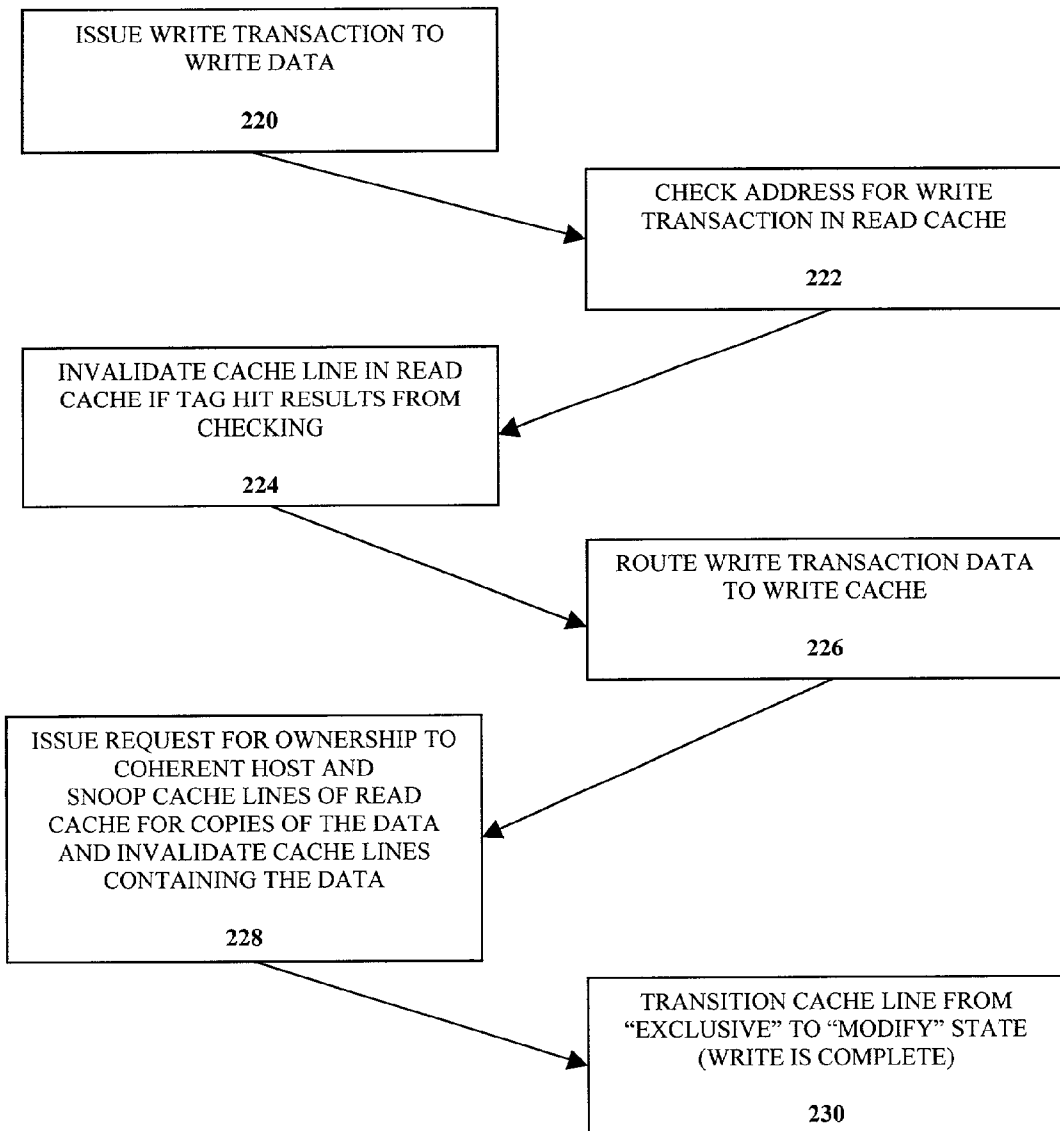 ISSUE WRITE TRANSACTION TO
WRITE DATA
220
CHECK ADDRESS FOR WRITE
TRANSACTION IN READ CACHE
222
INVALIDATE CACHE LINE IN READ
CACHE IF TAG HIT RESULTS FROM
CHECKING
224
ROUTE WRITE TRANSACTION DATA
TO WRITE CACHE
226
ISSUE REQUEST FOR OWNERSHIP TO
COHERENT HOST AND
SNOOP CACHE LINES OF READ
CACHE FOR COPIES OF THE DATA
AND INVALIDATE CACHE LINES
CONTAINING THE DATA
228
TRANSITION CACHE LINE FROM
“EXCLUSIVE” TO “MODIFY” STATE
(WRITE IS COMPLETE)
230